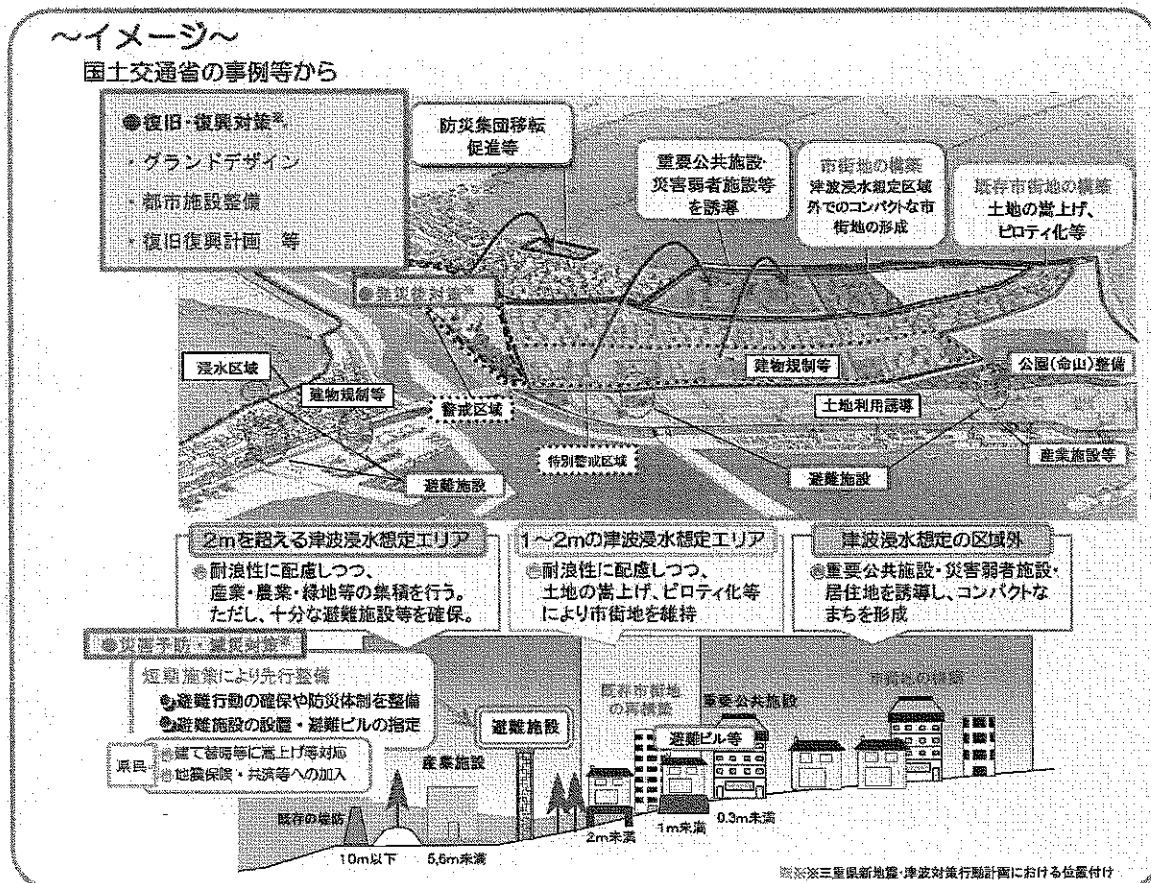 ～イメージ～
国土交通省の事例等から
●復旧・復興対策※
・グランドデザイン
・都市施設整備
・復旧復興計画　等
防災集団移転
促進等
重要公共施設・
災害弱者施設等
を誘導
市街地の構築
津波浸水想定区域
外でのコンパクトな市
街地の形成
既存市街地の構築
土地の嵩上げ、
ピロティ化等
浸水区域
建物規制等
警戒区域
特別警戒区域
建物規制等
土地利用誘導
公園(命山)整備
産業施設等
避難施設
避難施設
2mを超える津波浸水想定エリア
耐浪性に配慮しつつ、
産業・農業・緑地等の集積を行う。
ただし、十分な避難施設等を確保。
1～2mの津波浸水想定エリア
耐浪性に配慮しつつ、
土地の嵩上げ、ピロティ化等
により市街地を維持
津波浸水想定の区域外
重要公共施設・災害弱者施設・
居住地を誘導し、コンパクトな
まちを形成
●災害予防・減災対策※
短期施策により先行整備
避難行動の確保や防災体制を整備
避難施設の設置・避難ビルの指定
県民
建て替時等に嵩上げ等対応
地震保険・共済等への加入
避難施設
産業施設
既存市街地
の再構築
避難ビル等
重要公共施設
市街地の構築
既存の堤防
10m以下
5,6m未満
2m未満
1m未満
0.3m未満
※※※三重県新地震・津波対策行動計画における位置付け